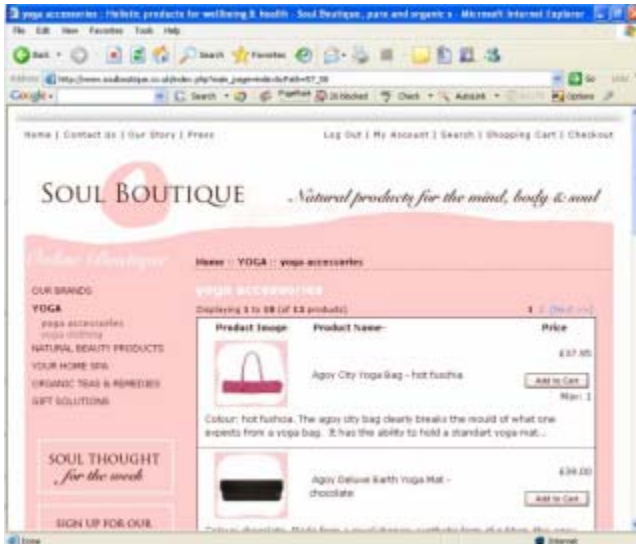 yoga accessories : Holistic products for wellbeing & health - Soul Boutique, pure and organic s - Microsoft Internet Explorer
File Edit View Favorites Tools Help
Back Search Favorites
Google Search 26 blocked Check AutoLink Options
Home | Contact Us | Our Story | Press
Log Out | My Account | Search | Shopping Cart | Checkout
SOUL BOUTIQUE
Natural products for the mind, body & soul
Online Boutique
Home :: YOGA :: yoga accessories
OUR BRANDS
YOGA
yoga accessories
yoga clothing
NATURAL BEAUTY PRODUCTS
YOUR HOME SPA
ORGANIC TEAS & REMEDIES
GIFT SOLUTIONS
SOUL THOUGHT
for the week
SIGN UP FOR OUR
yoga accessories
Displaying 1 to 10 (of 13 products)
1 2 [Next >>]
Product Image Product Name- Price
Agoy City Yoga Bag - hot fuschia
Add to Cart
Max: 1
Colour: hot fushcia. The agoy city bag clearly breaks the mould of what one
expects from a yoga bag. It has the ability to hold a standart yoga mat...
Agoy Deluxe Earth Yoga Mat -
chocolate
£39.00
Add to Cart
Done
Internet